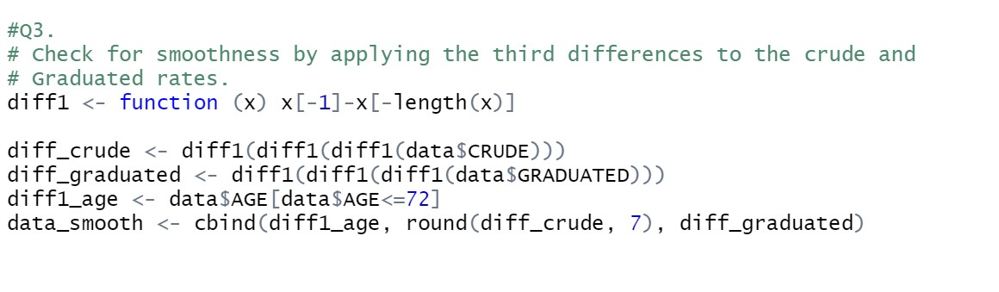 #Q3.
# Check for smoothness by applying the third differences to the crude and
# Graduated rates.
diff1 <- function (x) x[-1]-x[-length(x)]
diff_crude <- diff1(diff1(diff1(data$CRUDE)))
diff_graduated <- diff1(diff1(diff1(data$GRADUATED)))
diff1_age <- data$AGE[data$AGE<=72]
data_smooth <- cbind(diff1_age, round(diff_crude, 7), diff_graduated)